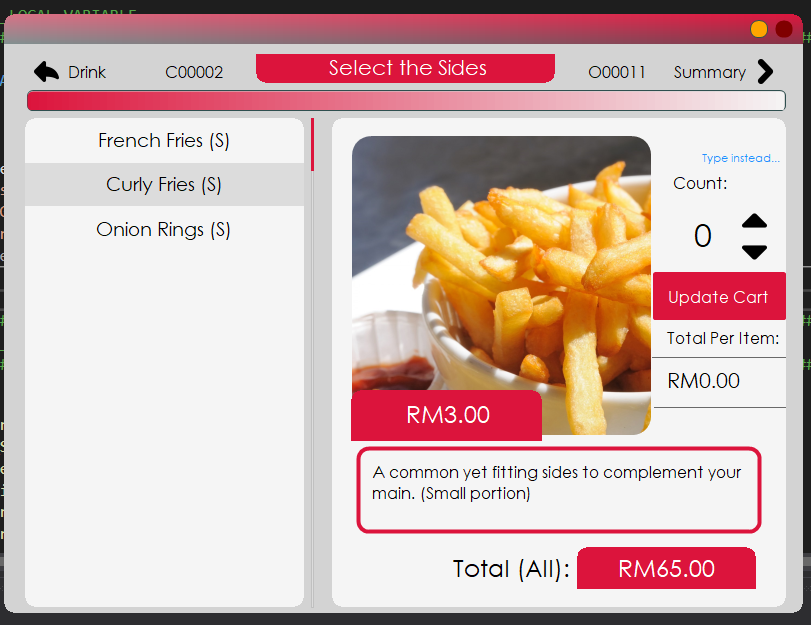 LOCAL VARIABLE
Drink
C00002
Select the Sides
O00011
Summary
French Fries (S)
Curly Fries (S)
Onion Rings (S)
Type instead...
Count:
0
Update Cart
Total Per Item:
RM0.00
RM3.00
A common yet fitting sides to complement your
main. (Small portion)
Total (All):
RM65.00